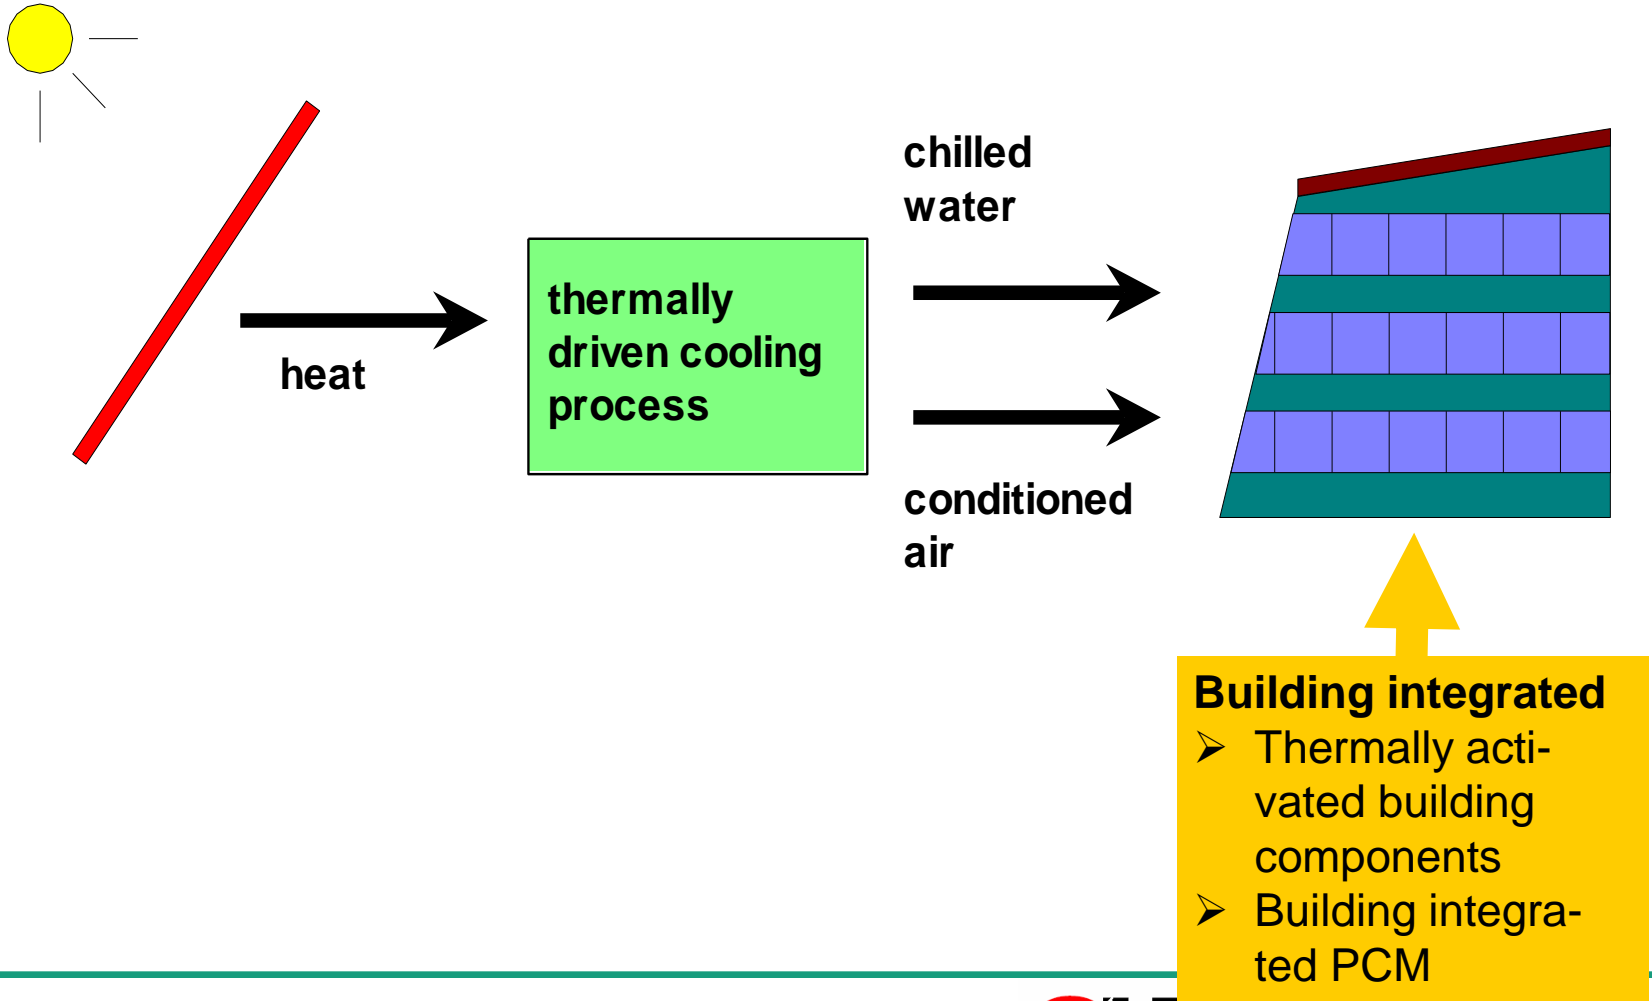 chilled
water
heat
thermally
driven cooling
process
conditioned
air
Building integrated
➢ Thermally acti-
vated building
components
➢ Building integra-
ted PCM